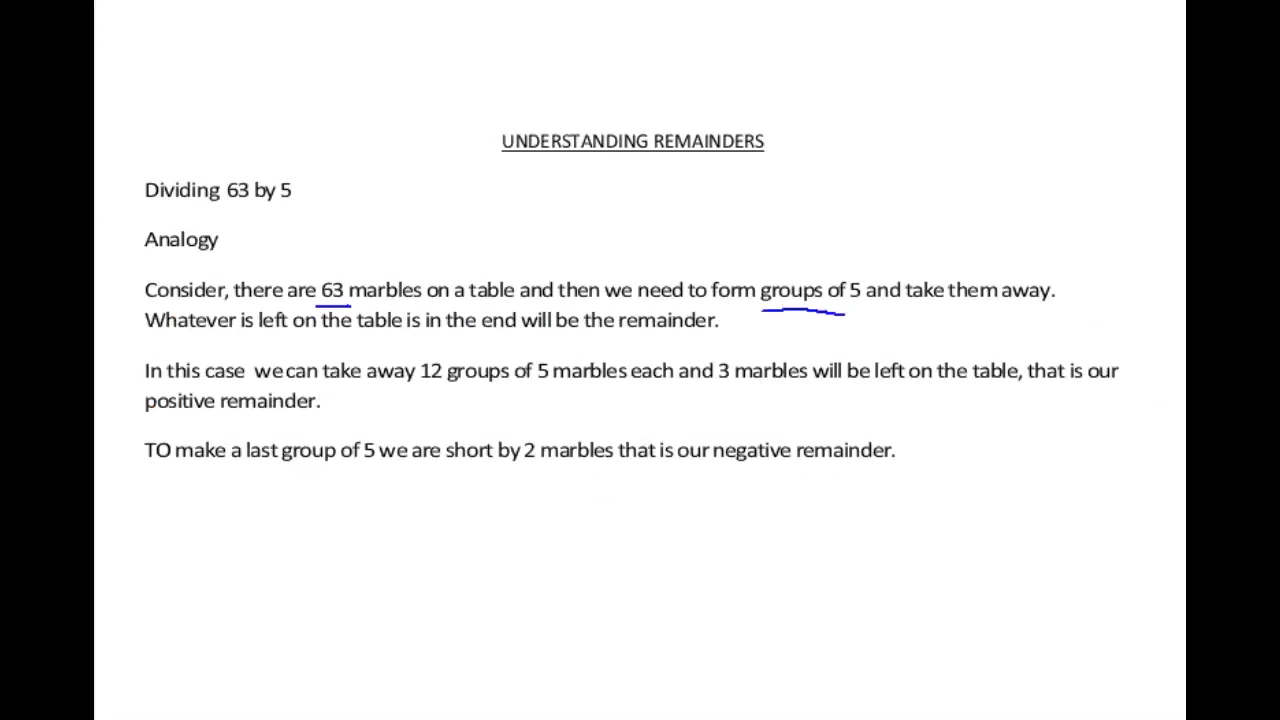 UNDERSTANDING REMAINDERS
Dividing 63 by 5
Analogy
Consider, there are 63 marbles on a table and then we need to form groups of 5 and take them away.
Whatever is left on the table is in the end will be the remainder.
In this case we can take away 12 groups of 5 marbles each and 3 marbles will be left on the table, that is our
positive remainder.
TO make a last group of 5 we are short by 2 marbles that is our negative remainder.